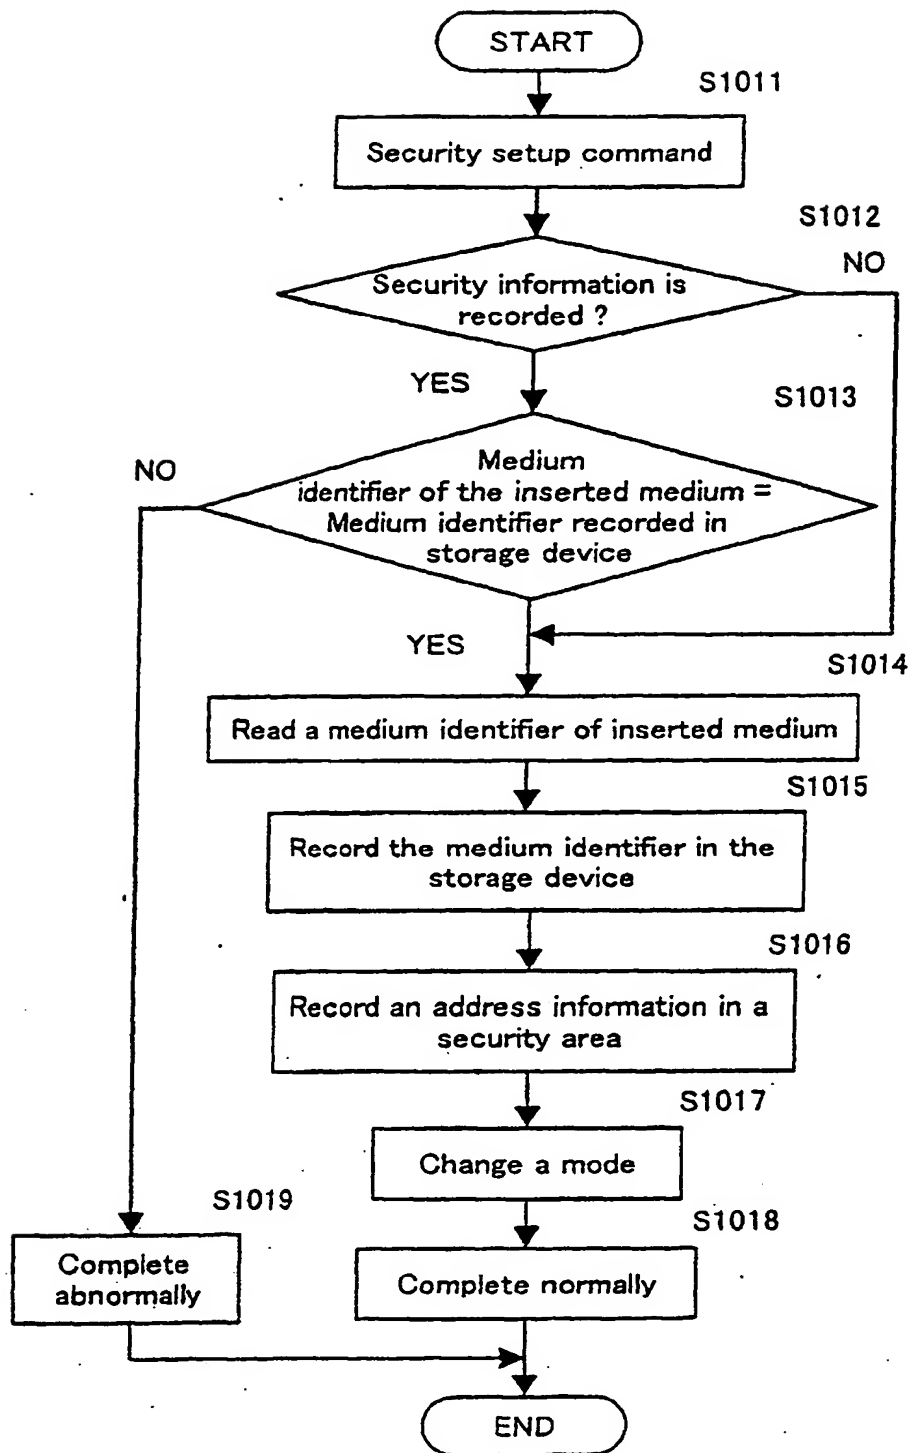 START
S1011
Security setup command
S1012
NO
Security information is
recorded ?
YES
S1013
NO
Medium
identifier of the inserted medium =
Medium identifier recorded in
storage device
YES
S1014
Read a medium identifier of inserted medium
S1015
Record the medium identifier in the
storage device
S1016
Record an address information in a
security area
S1017
Change a mode
S1019
S1018
Complete
abnormally
Complete normally
END